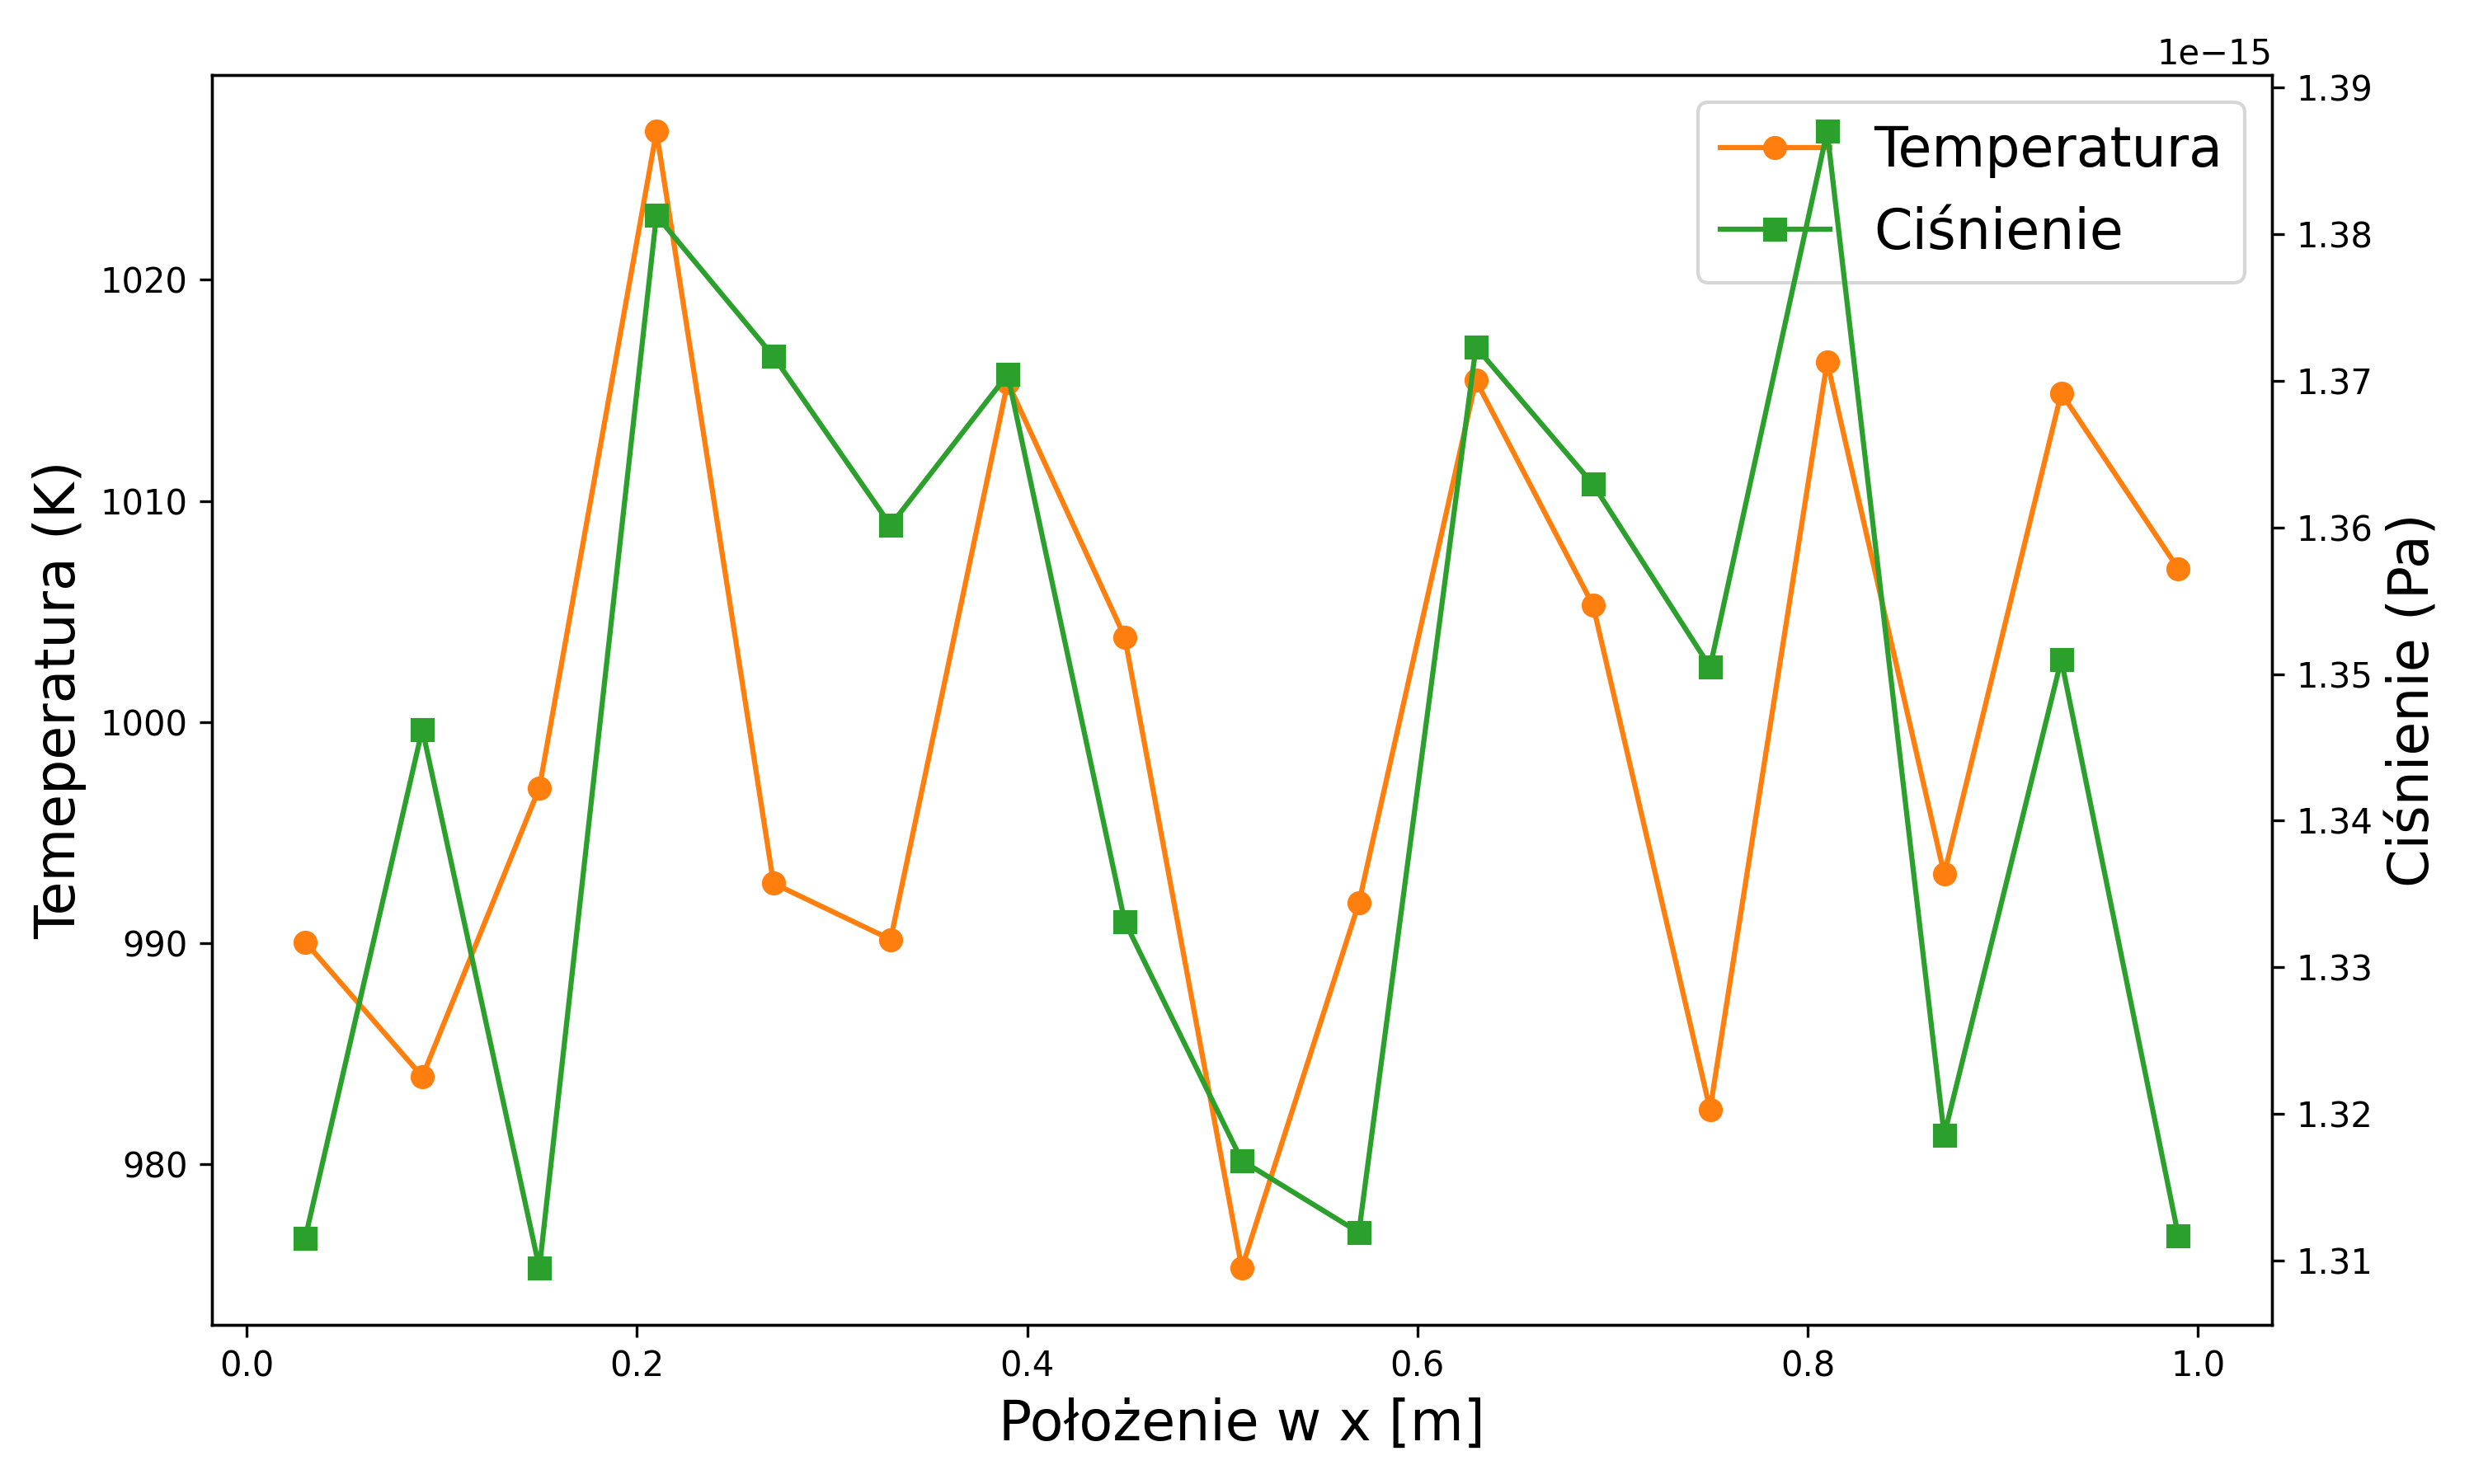 1e−15
Temperatura
Ciśnienie
Temeperatura (K)
1020
1010
1000
990
980
1.39
1.38
1.37
1.36
1.35
1.34
1.33
1.32
1.31
Ciśnienie (Pa)
0.0 0.2 0.4 0.6 0.8 1.0
Położenie w x [m]